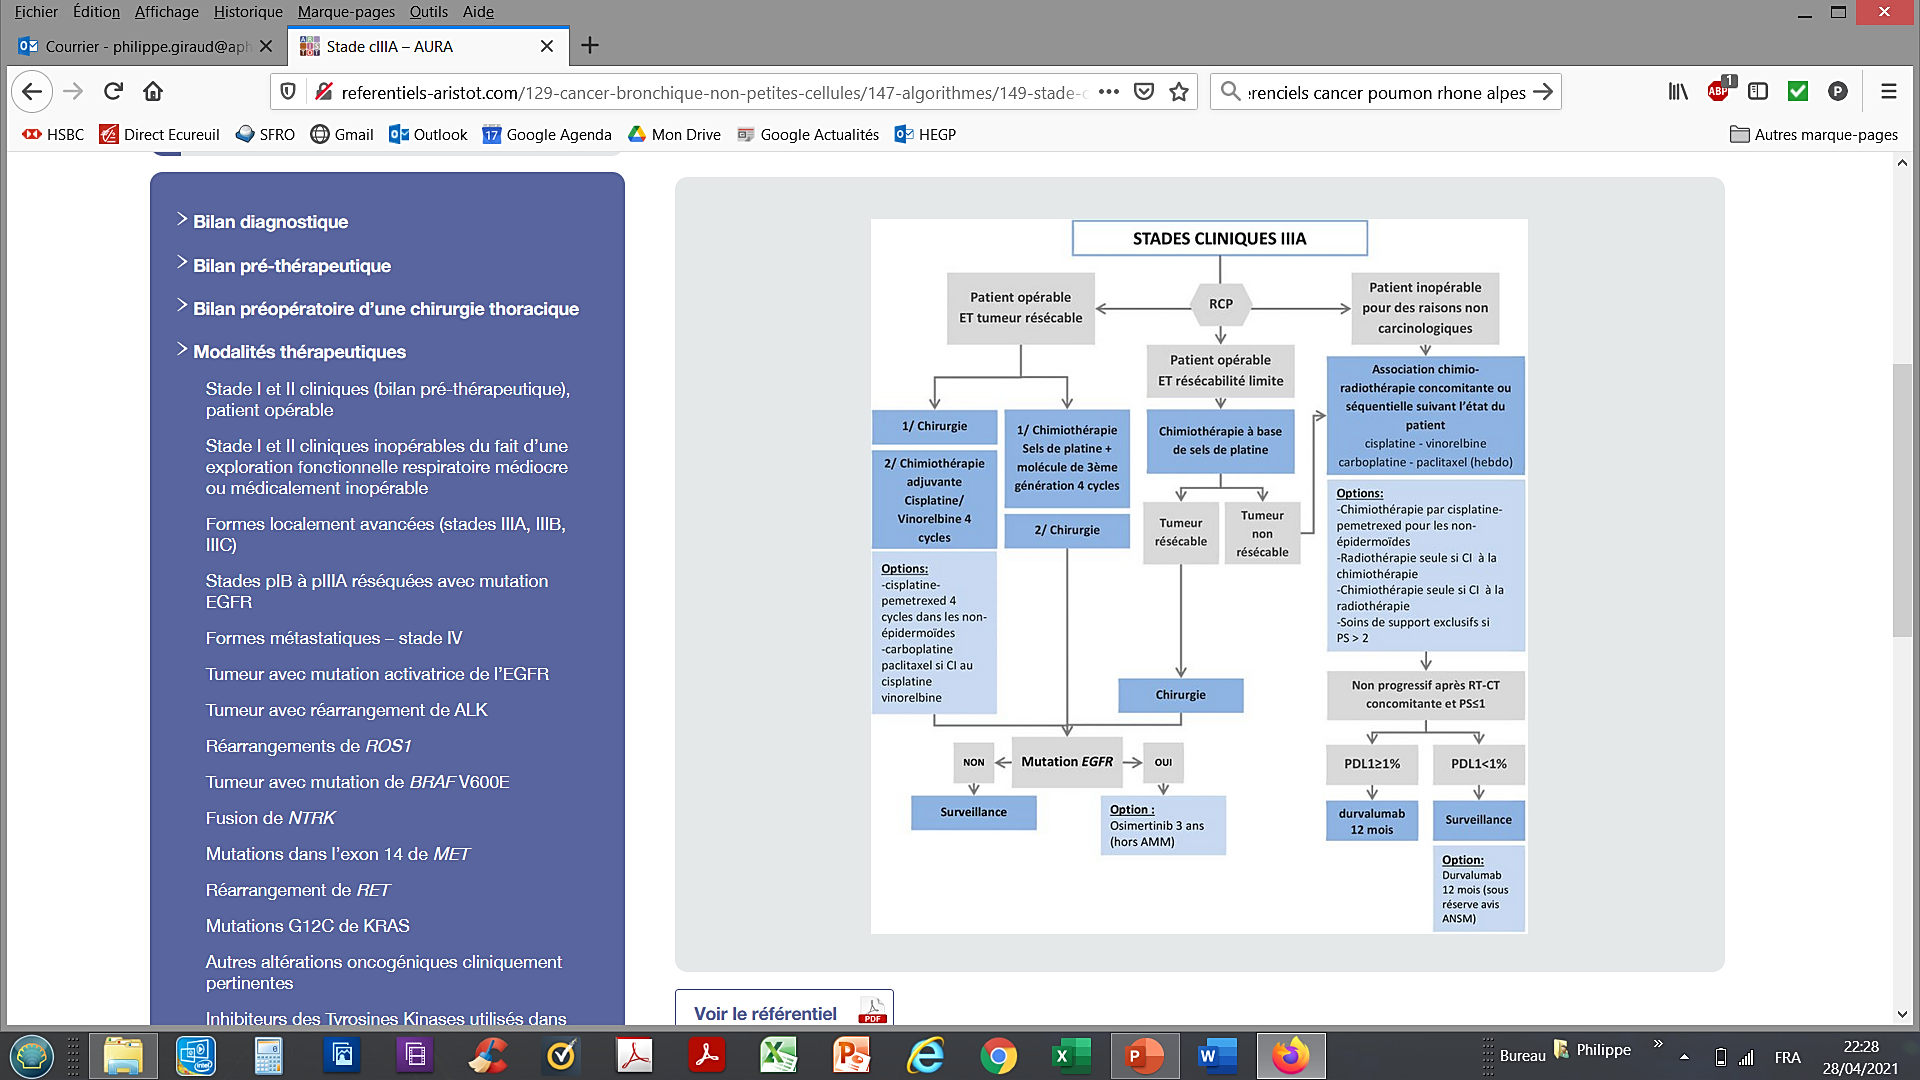 Fichier Édition Affichage Historique Marque-pages Outils Aide
Courrier - philippe.giraud@aph
Stade cIIIA – AURA
referentiels-aristot.com/129-cancer-bronchique-non-petites-cellules/147-algorithmes/149-stade-c
erenciels cancer poumon rhone alpes
ABP
1
P
HSBC Direct Ecureuil SFRO Gmail Outlook 17 Google Agenda Mon Drive Google Actualités HEGP Autres marque-pages
Bilan diagnostique
Bilan pré-thérapeutique
Bilan préopératoire d’une chirurgie thoracique
Modalités thérapeutiques
Stade I et II cliniques (bilan pré-thérapeutique),
patient opérable
Stade I et II cliniques inopérables du fait d’une
exploration fonctionnelle respiratoire médiocre
ou médicalement inopérable
Formes localement avancées (stades IIIA, IIIB,
IIIC)
Stades pIB à pIIIA réséquées avec mutation
EGFR
Formes métastatiques – stade IV
Tumeur avec mutation activatrice de l’EGFR
Tumeur avec réarrangement de ALK
Réarrangements de ROS1
Tumeur avec mutation de BRAF V600E
Fusion de NTRK
Mutations dans l’exon 14 de MET
Réarrangement de RET
Mutations G12C de KRAS
Autres altérations oncogéniques cliniquement
pertinentes
Inhibiteurs des Tyrosines Kinases utilisés dans
STADES CLINIQUES IIIA
RCP
Patient opérable
ET tumeur résécable
Patient opérable
ET résécabilité limite
Patient inopérable
pour des raisons non
carcinologiques
1/ Chirurgie
2/ Chimiothérapie
adjuvante
Cisplatine/
Vinorelbine 4
cycles
Options:
-cisplatine-
pemetrexed 4
cycles dans les non-
épidermoïdes
-carboplatine
paclitaxel si CI au
cisplatine
vinorelbine
1/ Chimiothérapie
Sels de platine +
molécule de 3ème
génération 4 cycles
2/ Chirurgie
Chimiothérapie à base
de sels de platine
Tumeur
résécable
Tumeur
non
résécable
Chirurgie
Association chimio-
radiothérapie concomitante ou
séquentielle suivant l’état du
patient
cisplatine - vinorelbine
carboplatine - paclitaxel (hebdo)
Options:
-Chimiothérapie par cisplatine-
pemetrexed pour les non-
épidermoïdes
-Radiothérapie seule si CI à la
chimiothérapie
-Chimiothérapie seule si CI à la
radiothérapie
-Soins de support exclusifs si
PS > 2
Non progressif après RT-CT
concomitante et PS≤1
PDL1≥1%
PDL1<1%
durvalumab
12 mois
Surveillance
Option:
Durvalumab
12 mois (sous
réserve avis
ANSM)
NON
Mutation EGFR
OUI
Surveillance
Option :
Osimertinib 3 ans
(hors AMM)
Voir le référentiel
PDF
Bureau Philippe
FRA
22:28
28/04/2021